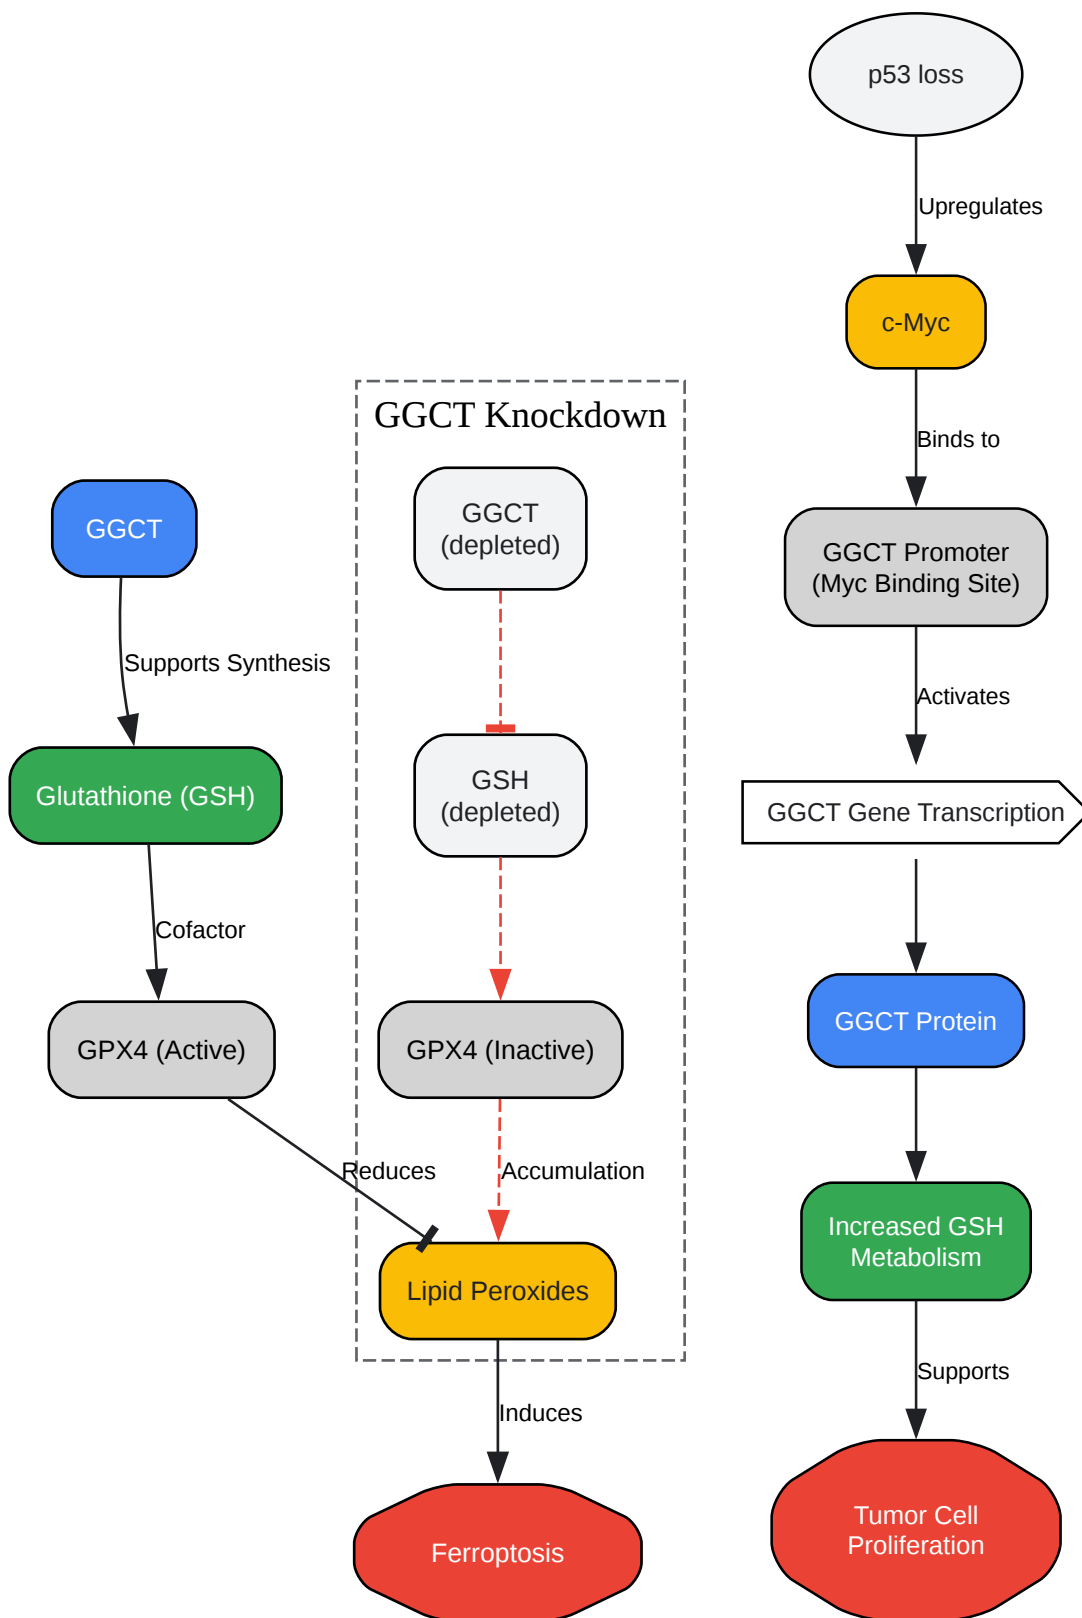 p53 loss
Upregulates
c-Myc
Binds to
GGCT Promoter
(Myc Binding Site)
Activates
GGCT Gene Transcription
GGCT Protein
Increased GSH
Metabolism
Supports
Tumor Cell
Proliferation
GGCT Knockdown
GGCT
(depleted)
GSH
(depleted)
GPX4 (Inactive)
Accumulation
Lipid Peroxides
Induces
Ferroptosis
GGCT
Supports Synthesis
Glutathione (GSH)
Cofactor
GPX4 (Active)
Reduces